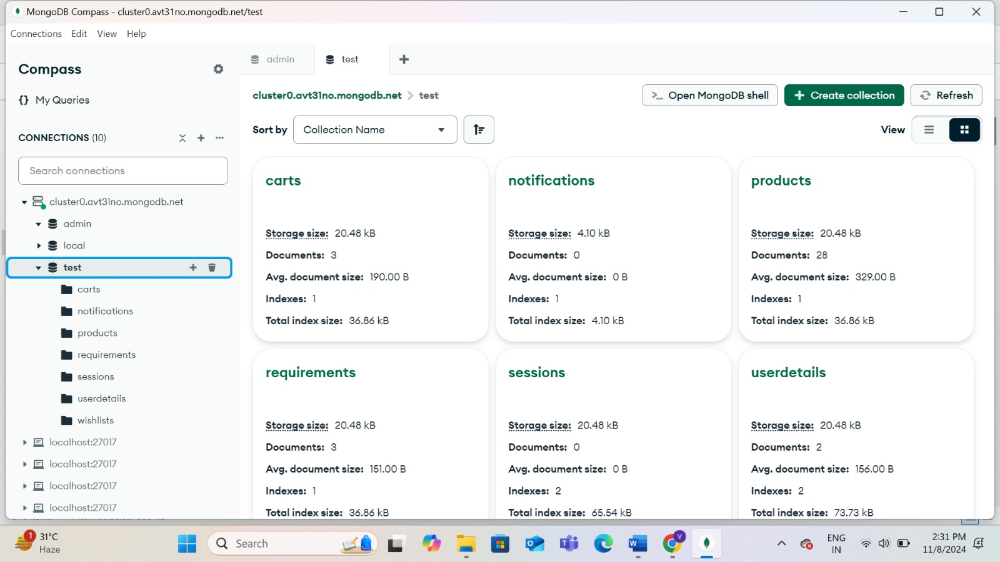 MongoDB Compass - cluster0.avt31no.mongodb.net/test
Connections Edit View Help
Compass
{} My Queries
CONNECTIONS (10)
Search connections
cluster0.avt31no.mongodb.net
admin
local
test
carts
notifications
products
requirements
sessions
userdetails
wishlists
localhost:27017
localhost:27017
localhost:27017
localhost:27017
admin test
cluster0.avt31no.mongodb.net > test
>_ Open MongoDB shell + Create collection Refresh
Sort by Collection Name View
carts
Storage size: 20.48 kB
Documents: 3
Avg. document size: 190.00 B
Indexes: 1
Total index size: 36.86 kB
notifications
Storage size: 4.10 kB
Documents: 0
Avg. document size: 0 B
Indexes: 1
Total index size: 4.10 kB
products
Storage size: 20.48 kB
Documents: 28
Avg. document size: 329.00 B
Indexes: 1
Total index size: 36.86 kB
requirements
Storage size: 20.48 kB
Documents: 3
Avg. document size: 151.00 B
Indexes: 1
Total index size: 36.86 kB
sessions
Storage size: 20.48 kB
Documents: 0
Avg. document size: 0 B
Indexes: 2
Total index size: 65.54 kB
userdetails
Storage size: 20.48 kB
Documents: 2
Avg. document size: 156.00 B
Indexes: 2
Total index size: 73.73 kB
1
31°C
Haze
Search
V
ENG
IN
2:31 PM
11/8/2024